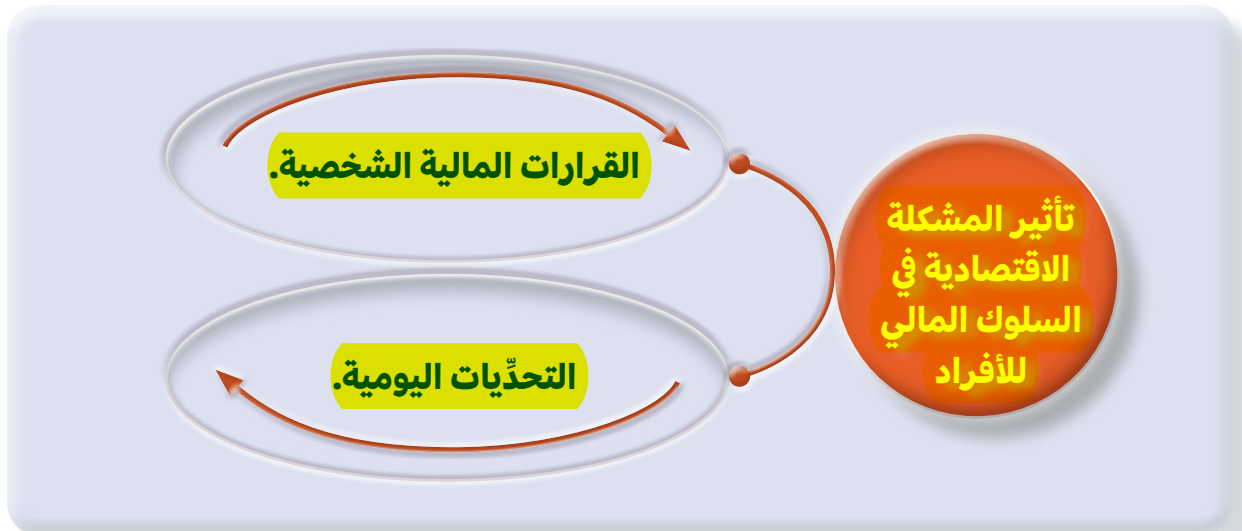 تأثير المشكلة
الاقتصادية في
السلوك المالي
للأفراد
القرارات المالية الشخصية.
التحدِّيات اليومية.